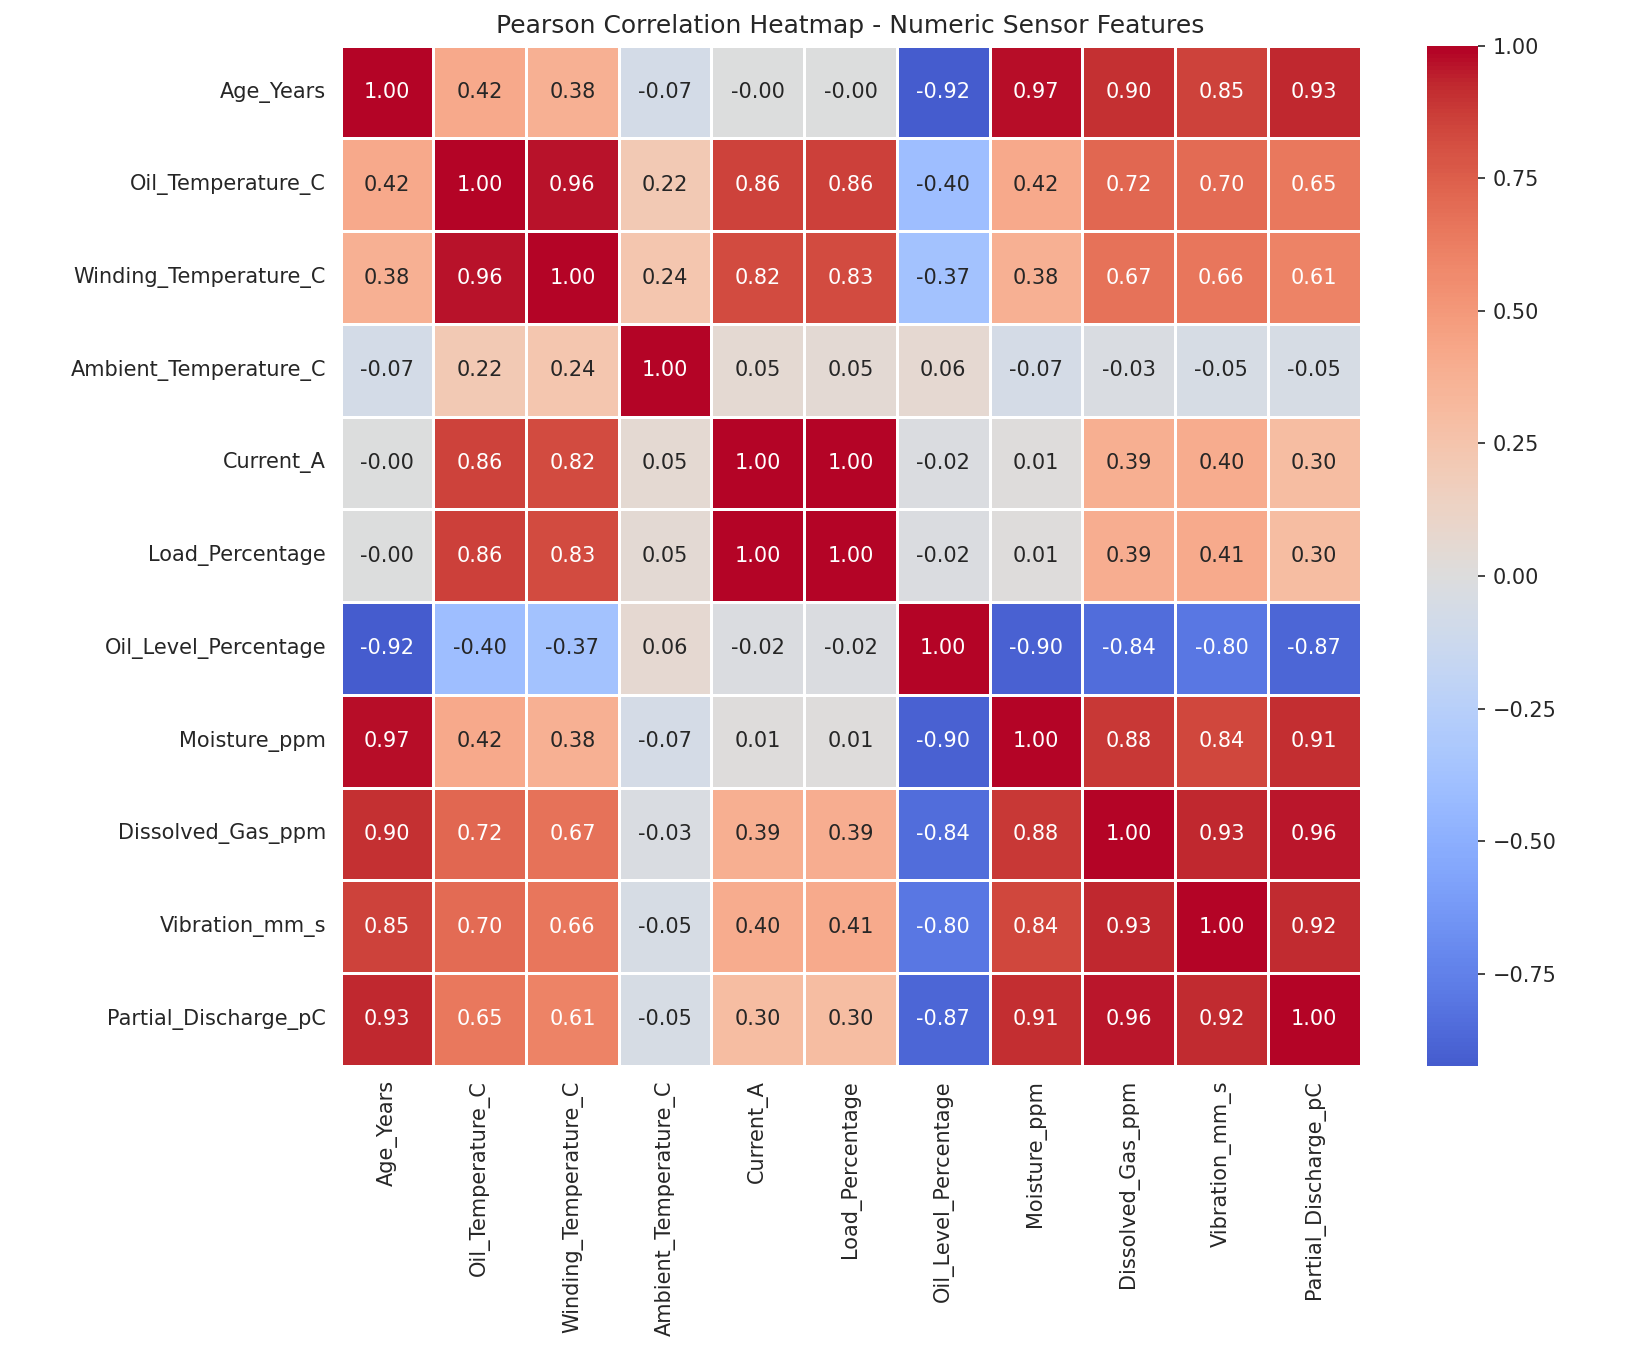 Pearson Correlation Heatmap - Numeric Sensor Features
Age_Years 1.00 0.42 0.38 -0.07 -0.00 -0.00 -0.92 0.97 0.90 0.85 0.93
Oil_Temperature_C 0.42 1.00 0.96 0.22 0.86 0.86 -0.40 0.42 0.72 0.70 0.65
Winding_Temperature_C 0.38 0.96 1.00 0.24 0.82 0.83 -0.37 0.38 0.67 0.66 0.61
Ambient_Temperature_C -0.07 0.22 0.24 1.00 0.05 0.05 0.06 -0.07 -0.03 -0.05 -0.05
Current_A -0.00 0.86 0.82 0.05 1.00 1.00 -0.02 0.01 0.39 0.40 0.30
Load_Percentage -0.00 0.86 0.83 0.05 1.00 1.00 -0.02 0.01 0.39 0.41 0.30
Oil_Level_Percentage -0.92 -0.40 -0.37 0.06 -0.02 -0.02 1.00 -0.90 -0.84 -0.80 -0.87
Moisture_ppm 0.97 0.42 0.38 -0.07 0.01 0.01 -0.90 1.00 0.88 0.84 0.91
Dissolved_Gas_ppm 0.90 0.72 0.67 -0.03 0.39 0.39 -0.84 0.88 1.00 0.93 0.96
Vibration_mm_s 0.85 0.70 0.66 -0.05 0.40 0.41 -0.80 0.84 0.93 1.00 0.92
Partial_Discharge_pC 0.93 0.65 0.61 -0.05 0.30 0.30 -0.87 0.91 0.96 0.92 1.00
Age_Years
Oil_Temperature_C
Winding_Temperature_C
Ambient_Temperature_C
Current_A
Load_Percentage
Oil_Level_Percentage
Moisture_ppm
Dissolved_Gas_ppm
Vibration_mm_s
Partial_Discharge_pC
1.00
0.75
0.50
0.25
0.00
−0.25
−0.50
−0.75